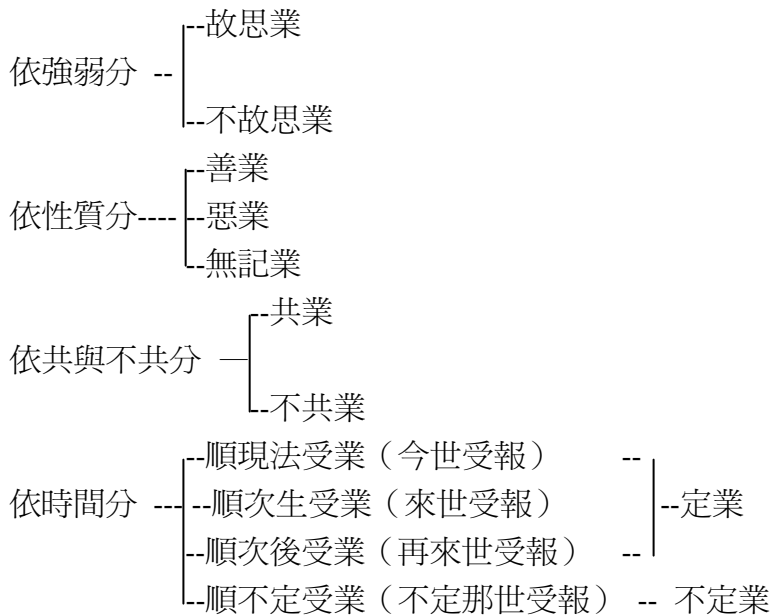 --故思業
依強弱分 --
--不故思業
--善業
依性質分---- --惡業
--無記業
--共業
依共與不共分 —
--不共業
--順現法受業（今世受報） --
依時間分 --- --順次生受業（來世受報） --定業
--順次後受業（再來世受報） --
--順不定受業（不定那世受報） -- 不定業